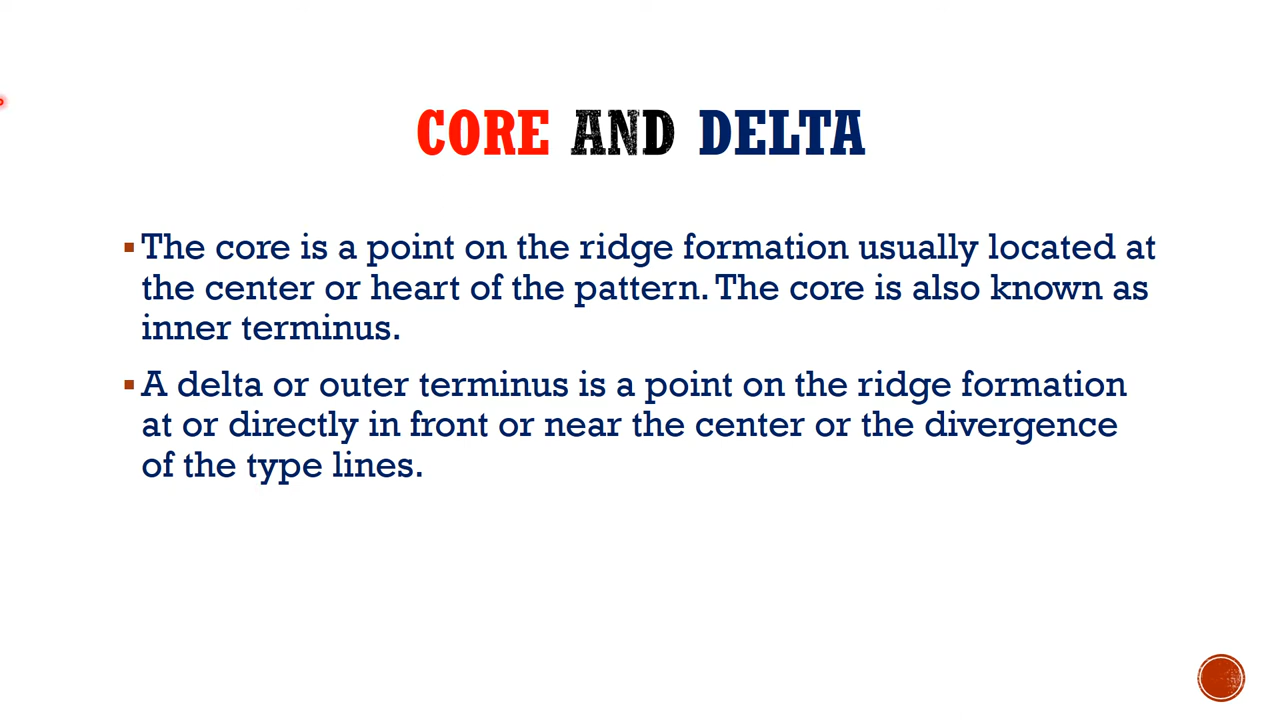 CORE AND DELTA
▪ The core is a point on the ridge formation usually located at
the center or heart of the pattern. The core is also known as
inner terminus.
▪ A delta or outer terminus is a point on the ridge formation
at or directly in front or near the center or the divergence
of the type lines.